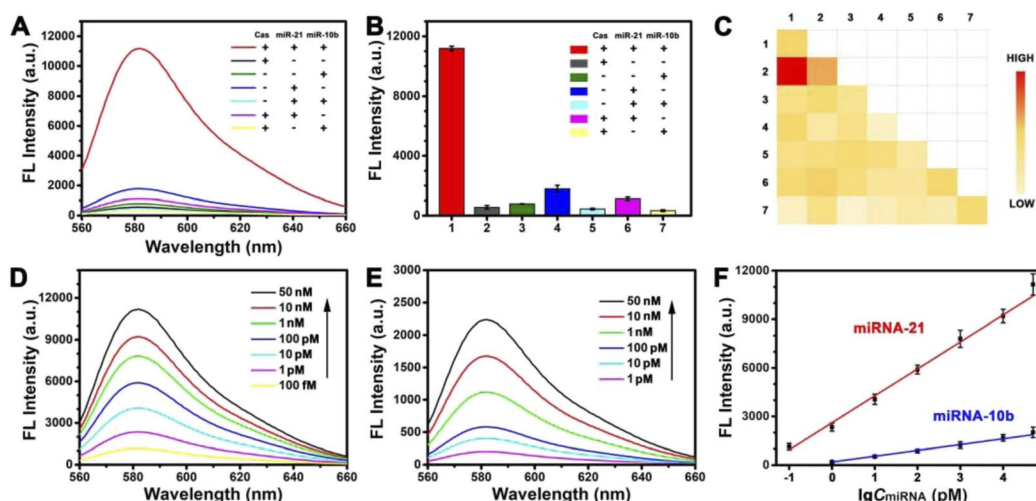 A
FL Intensity (a.u.)
12000
10000
8000
6000
4000
2000
0
560 580 600 620 640 660
Wavelength (nm)
Cas miR-21 miR-10b
+ + +
+ - -
- - +
- + -
- + +
+ + -
+ - +
B
FL Intensity (a.u.)
12000
8000
4000
0
1 2 3 4 5 6 7
Wavelength (nm)
Cas miR-21 miR-10b
+ + +
+ - -
- - +
- + -
- + +
+ + -
+ - +
C
1 2 3 4 5 6 7
1
2
3
4
5
6
7
HIGH
LOW
D
FL Intensity (a.u.)
12000
9000
6000
3000
0
560 580 600 620 640 660
Wavelength (nm)
50 nM
10 nM
1 nM
100 pM
10 pM
1 pM
100 fM
E
FL Intensity (a.u.)
3000
2500
2000
1500
1000
500
0
560 580 600 620 640 660
Wavelength (nm)
50 nM
10 nM
1 nM
100 pM
10 pM
1 pM
F
FL Intensity (a.u.)
12000
9000
6000
3000
0
-1 0 1 2 3 4
lgCmiRNA (pM)
miRNA-21
miRNA-10b